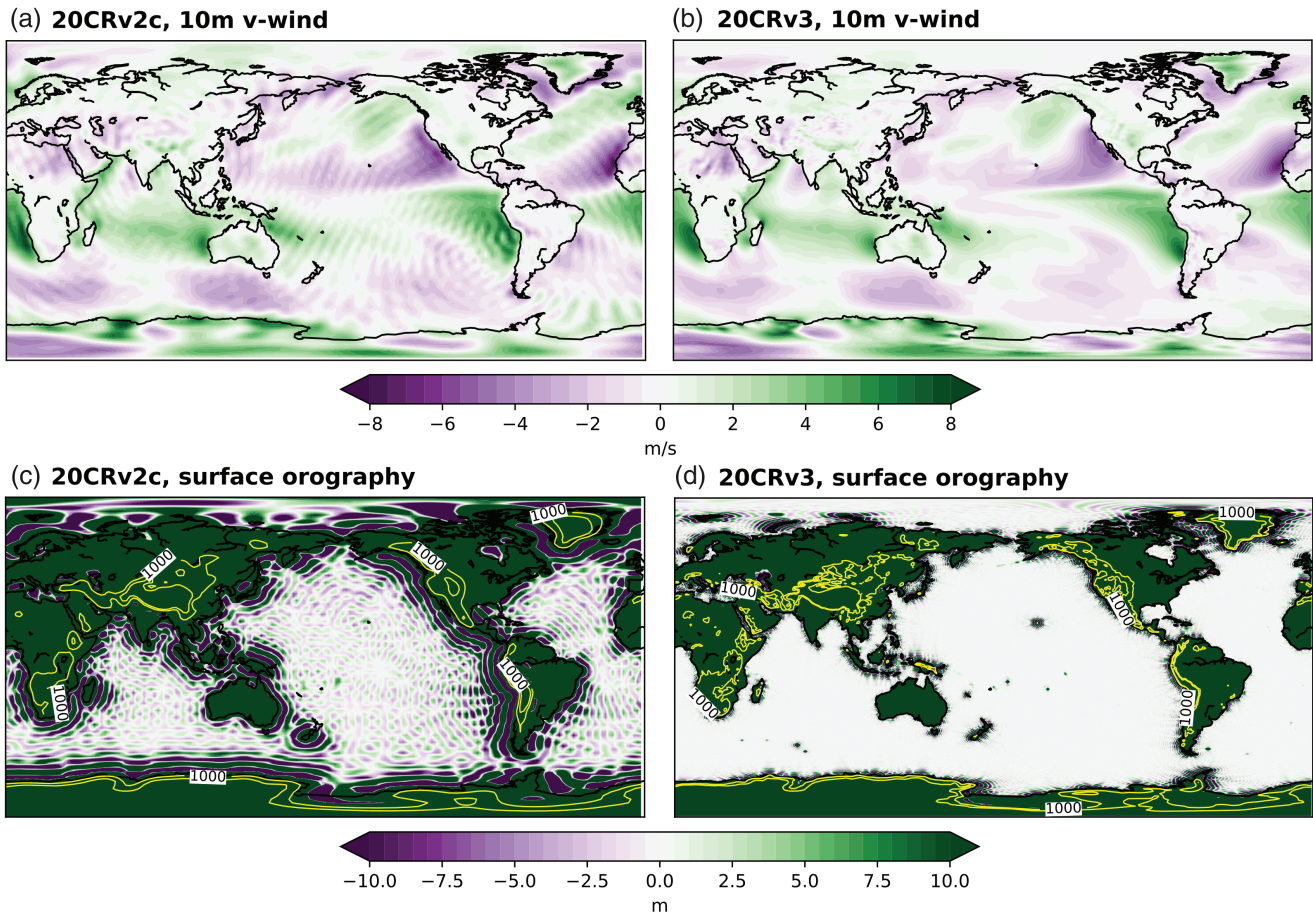 (a) 20CRv2c, 10m v-wind
(b) 20CRv3, 10m v-wind
−8 −6 −4 −2 0 2 4 6 8
m/s
(c) 20CRv2c, surface orography
(d) 20CRv3, surface orography
1000
1000
1000
1000
1000
1000
1000
1000
1000
1000
1000
1000
−10.0 −7.5 −5.0 −2.5 0.0 2.5 5.0 7.5 10.0
m